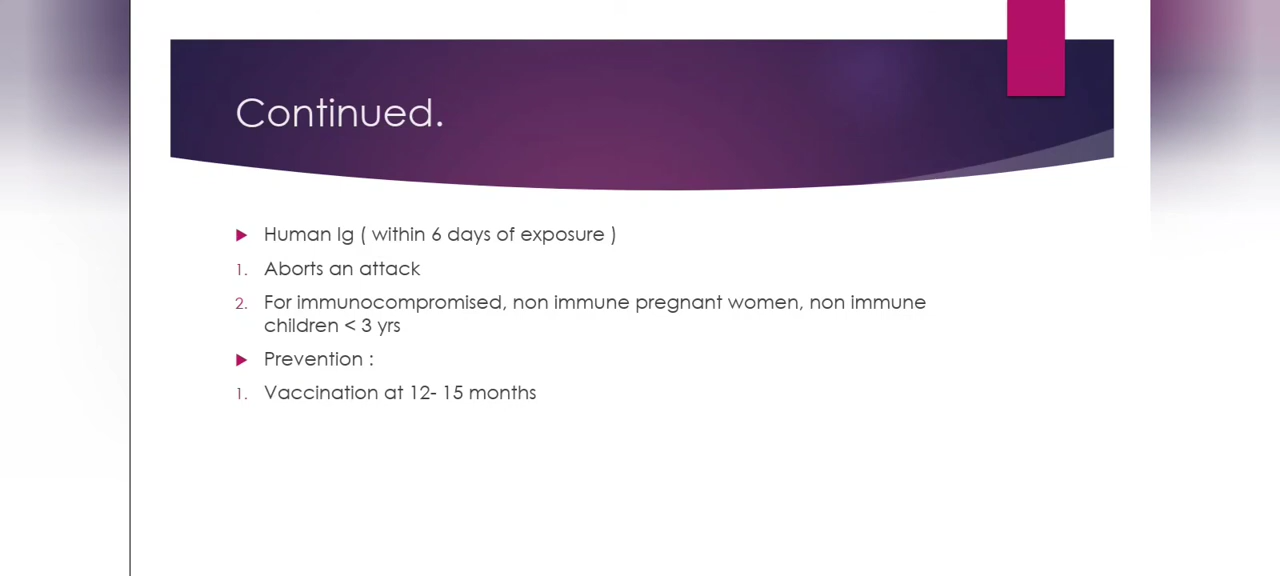 Continued.
Human Ig ( within 6 days of exposure )
1. Aborts an attack
2. For immunocompromised, non immune pregnant women, non immune
children < 3 yrs
Prevention :
1. Vaccination at 12- 15 months